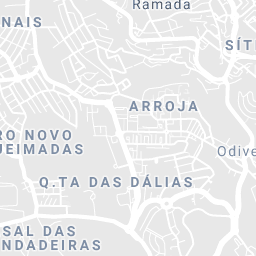 Ramada
NAIS
SÍT
ARROJA
RO NOVO
UEIMADAS
Odive
Q.TA DAS DÁLIAS
SAL DAS
NDADEIRAS